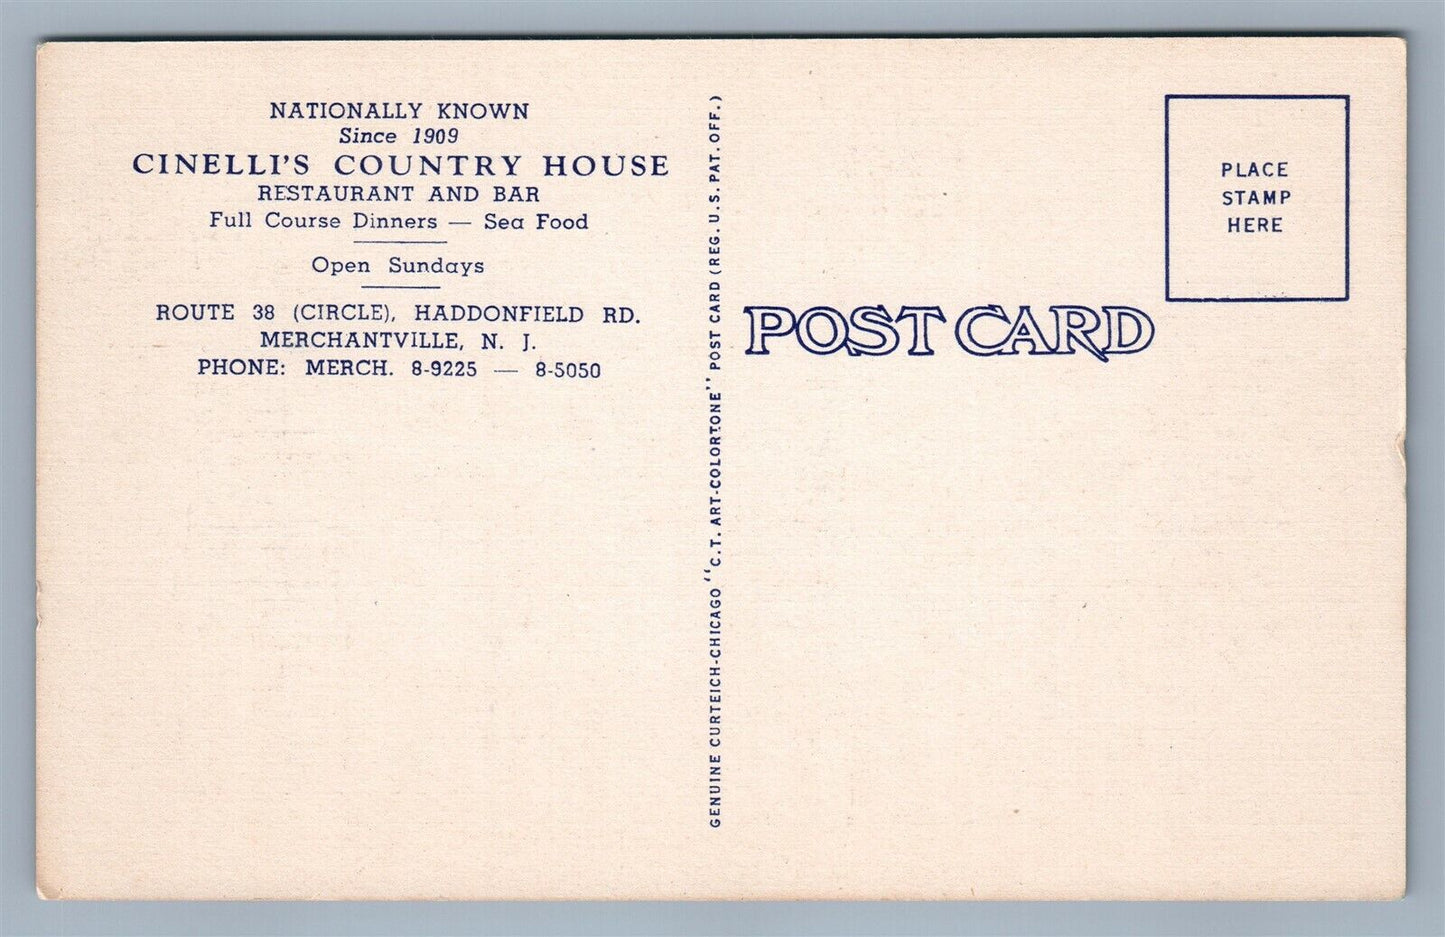 NATIONALLY KNOWN
Since 1909
CINELLI'S COUNTRY HOUSE
RESTAURANT AND BAR
Full Course Dinners — Sea Food
Open Sundays
ROUTE 38 (CIRCLE), HADDONFIELD RD.
MERCHANTVILLE, N. J.
PHONE: MERCH. 8-9225 — 8-5050
GENUINE CURTEICH-CHICAGO "C.T. ART-COLORTONE" POST CARD (REG. U.S. PAT. OFF.)
POST CARD
PLACE
STAMP
HERE